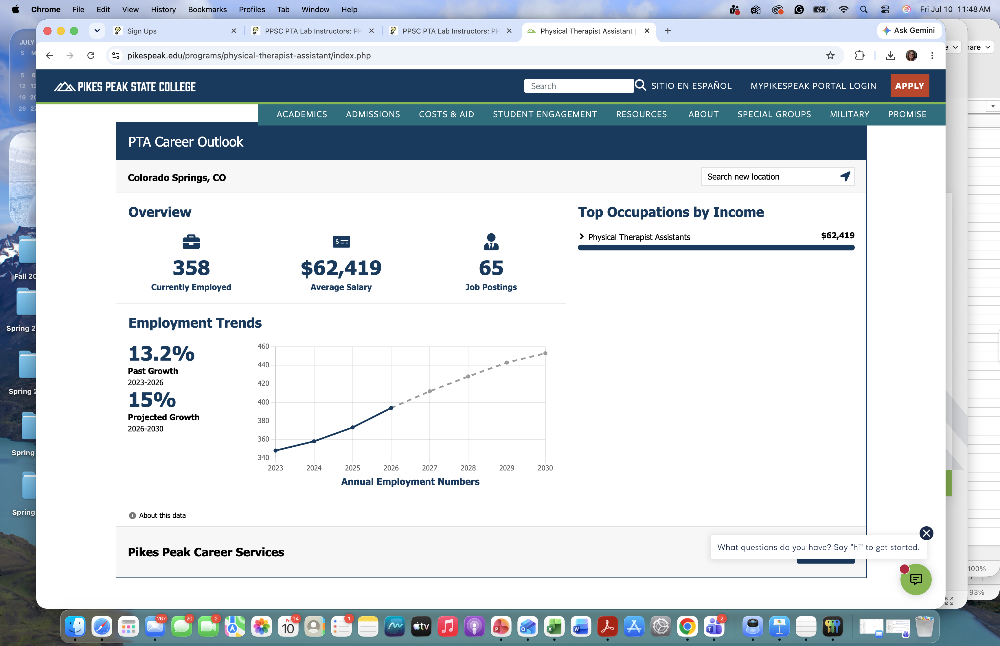 Chrome File Edit View History Bookmarks Profiles Tab Window Help Fri Jul 10 11:48 AM
Sign Ups
PPSC PTA Lab Instructors: PP
PPSC PTA Lab Instructors: PP
Physical Therapist Assistant |
Ask Gemini
pikespeak.edu/programs/physical-therapist-assistant/index.php
PIKES PEAK STATE COLLEGE
Search
SITIO EN ESPAÑOL
MYPIKESPEAK PORTAL LOGIN
APPLY
ACADEMICS ADMISSIONS COSTS & AID STUDENT ENGAGEMENT RESOURCES ABOUT SPECIAL GROUPS MILITARY PROMISE
PTA Career Outlook
Colorado Springs, CO
Search new location
Overview
358
Currently Employed
$62,419
Average Salary
65
Job Postings
Top Occupations by Income
Physical Therapist Assistants $62,419
Employment Trends
13.2%
Past Growth
2023-2026
15%
Projected Growth
2026-2030
460
440
420
400
380
360
340
2023 2024 2025 2026 2027 2028 2029 2030
Annual Employment Numbers
About this data
Pikes Peak Career Services
What questions do you have? Say "hi" to get started.
JULY
S M
5 6
12 13
19 20
26 27
Fall 20
Spring 2
Spring 2
Spring
Spring
100%
93%
267
20
2
Fri
10
14
1
tv
2